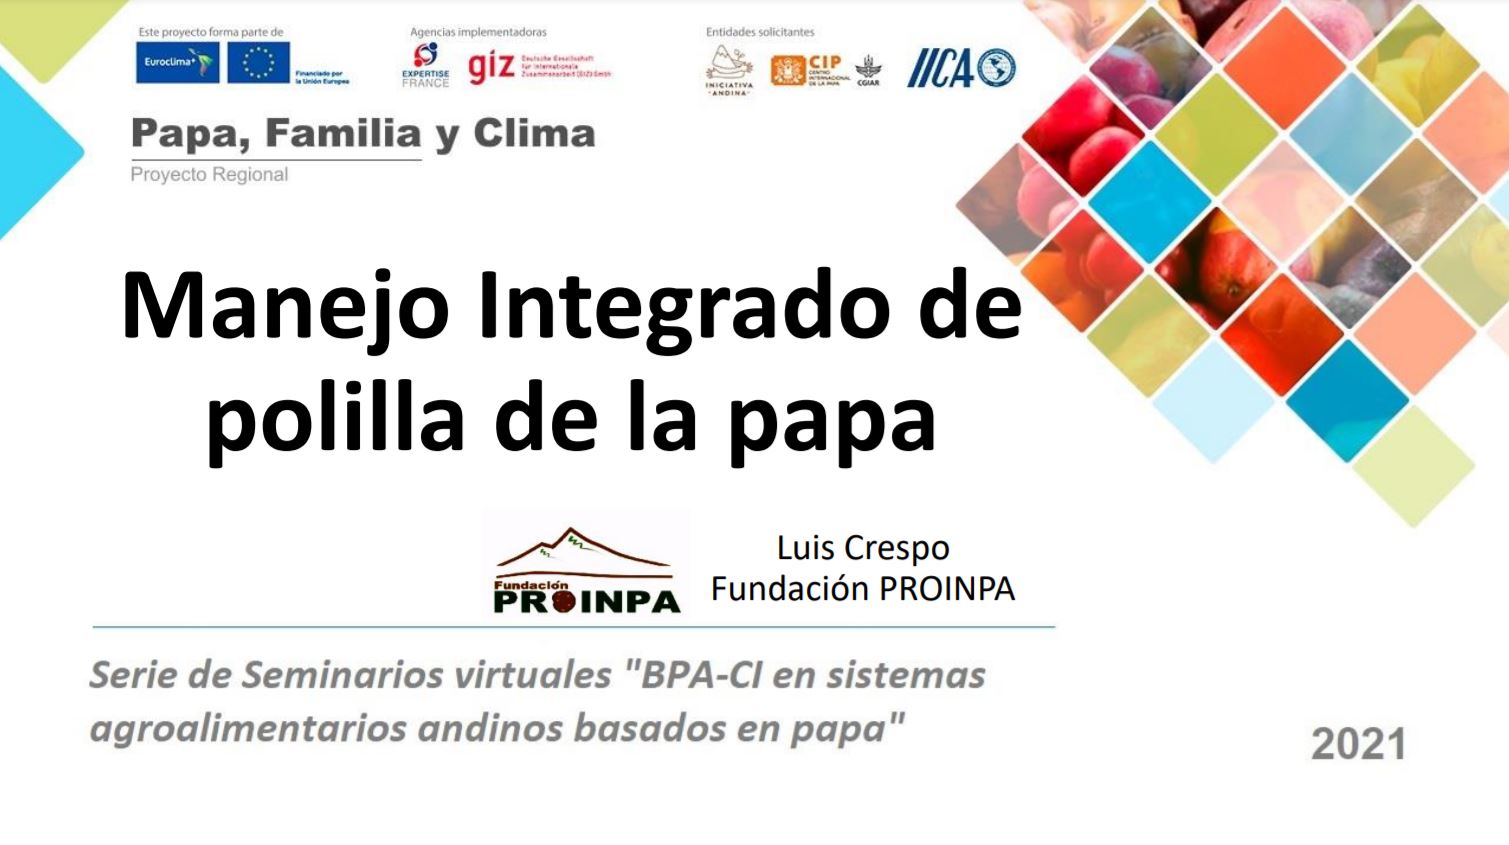 Este proyecto forma parte de
Euroclima+
Financiado por
la Unión Europea
Agencias implementadoras
EXPERTISE
FRANCE
giz
Deutsche Gesellschaft
für Internationale
Zusammenarbeit (GIZ) GmbH
Entidades solicitantes
INICIATIVA
ANDINA
CIP
CENTRO
INTERNACIONAL
DE LA PAPA
CGIAR
IICA
Papa, Familia y Clima
Proyecto Regional
Manejo Integrado de
polilla de la papa
Fundación
PROINPA
Luis Crespo
Fundación PROINPA
Serie de Seminarios virtuales "BPA-CI en sistemas
agroalimentarios andinos basados en papa"
2021